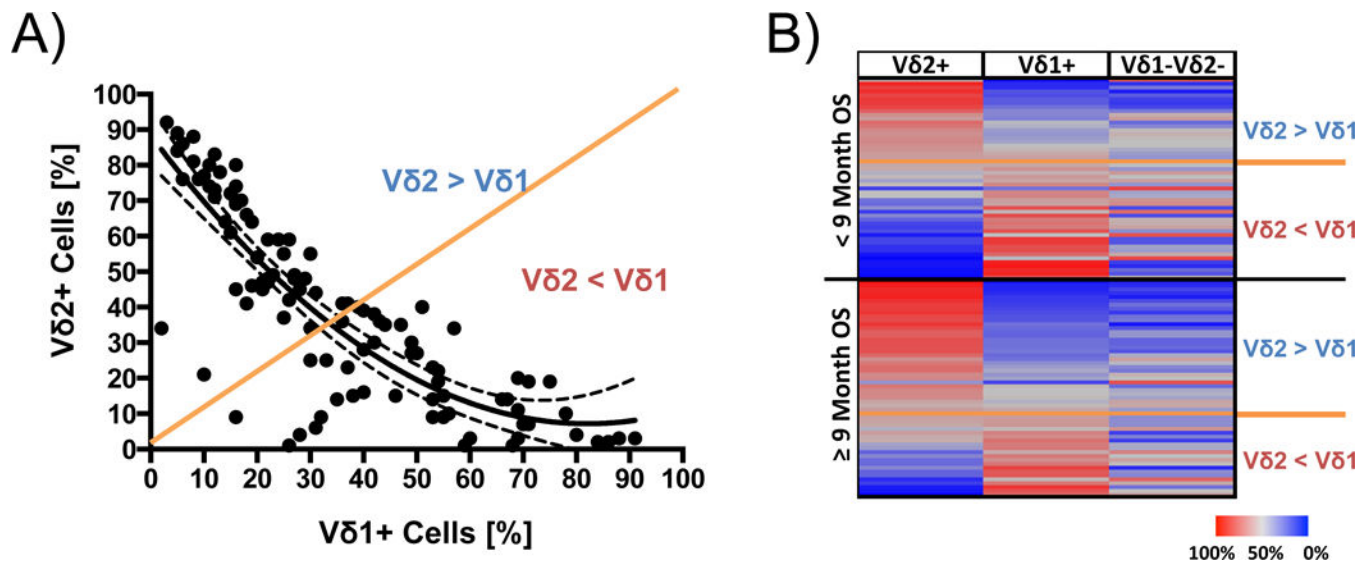 A)
100
90
80
70
60
50
40
30
20
10
0
Vδ2+ Cells [%]
Vδ2 > Vδ1
Vδ2 < Vδ1
0 10 20 30 40 50 60 70 80 90 100
Vδ1+ Cells [%]
B)
Vδ2+ Vδ1+ Vδ1-Vδ2-
< 9 Month OS
Vδ2 > Vδ1
Vδ2 < Vδ1
≥ 9 Month OS
Vδ2 > Vδ1
Vδ2 < Vδ1
100% 50% 0%